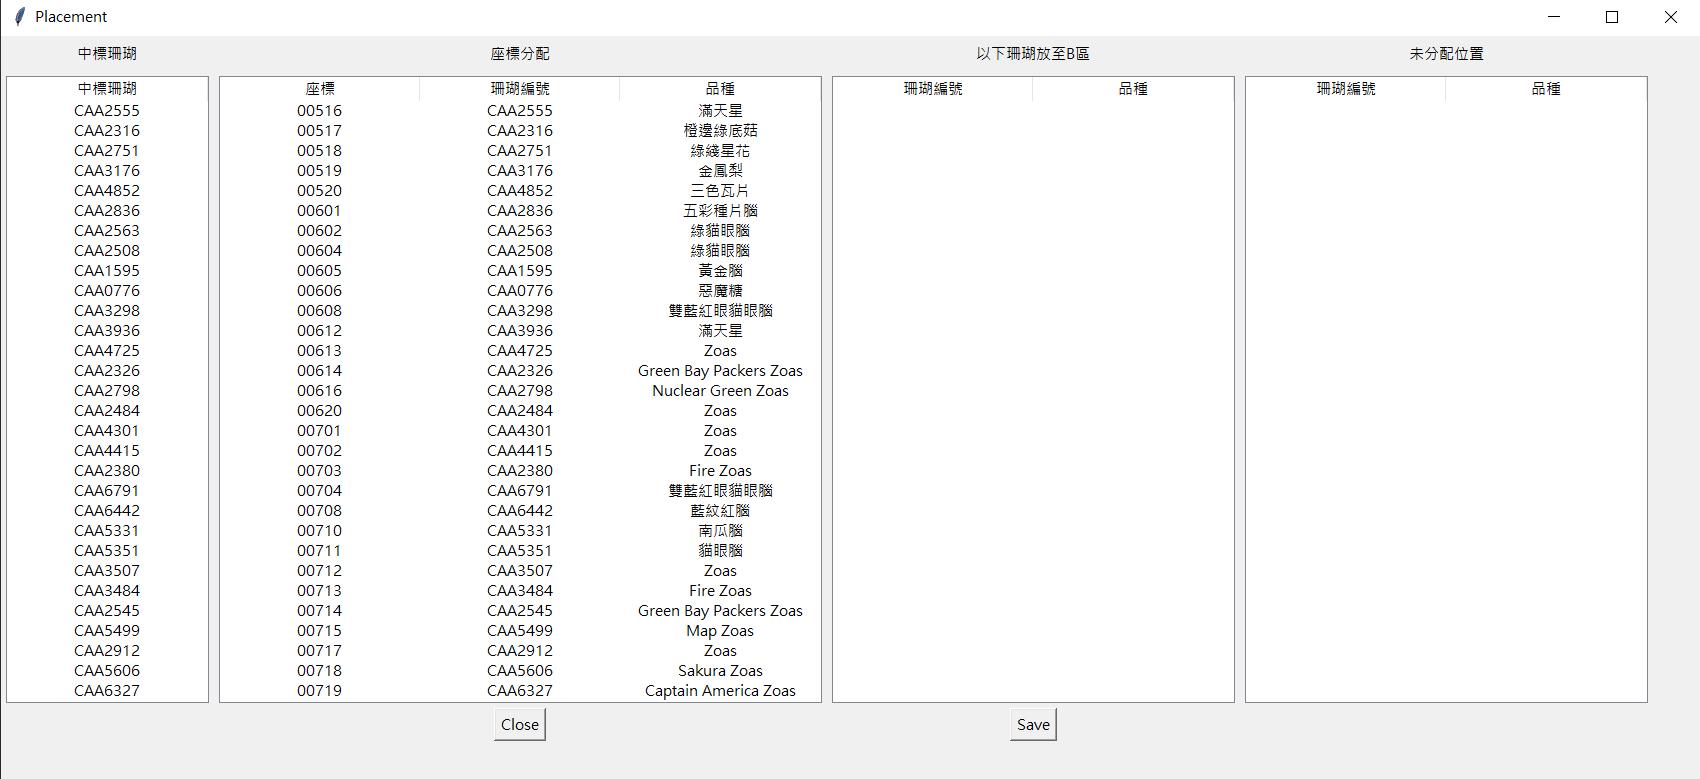 Placement
中標珊瑚 座標分配 以下珊瑚放至B區 未分配位置
中標珊瑚 座標 珊瑚編號 品種 珊瑚編號 品種 珊瑚編號 品種
CAA2555 00516 CAA2555 滿天星
CAA2316 00517 CAA2316 橙邊綠底菇
CAA2751 00518 CAA2751 綠綫星花
CAA3176 00519 CAA3176 金鳳梨
CAA4852 00520 CAA4852 三色瓦片
CAA2836 00601 CAA2836 五彩種片腦
CAA2563 00602 CAA2563 綠貓眼腦
CAA2508 00604 CAA2508 綠貓眼腦
CAA1595 00605 CAA1595 黃金腦
CAA0776 00606 CAA0776 惡魔糖
CAA3298 00608 CAA3298 雙藍紅眼貓眼腦
CAA3936 00612 CAA3936 滿天星
CAA4725 00613 CAA4725 Zoas
CAA2326 00614 CAA2326 Green Bay Packers Zoas
CAA2798 00616 CAA2798 Nuclear Green Zoas
CAA2484 00620 CAA2484 Zoas
CAA4301 00701 CAA4301 Zoas
CAA4415 00702 CAA4415 Zoas
CAA2380 00703 CAA2380 Fire Zoas
CAA6791 00704 CAA6791 雙藍紅眼貓眼腦
CAA6442 00708 CAA6442 藍紋紅腦
CAA5331 00710 CAA5331 南瓜腦
CAA5351 00711 CAA5351 貓眼腦
CAA3507 00712 CAA3507 Zoas
CAA3484 00713 CAA3484 Fire Zoas
CAA2545 00714 CAA2545 Green Bay Packers Zoas
CAA5499 00715 CAA5499 Map Zoas
CAA2912 00717 CAA2912 Zoas
CAA5606 00718 CAA5606 Sakura Zoas
CAA6327 00719 CAA6327 Captain America Zoas
Close Save